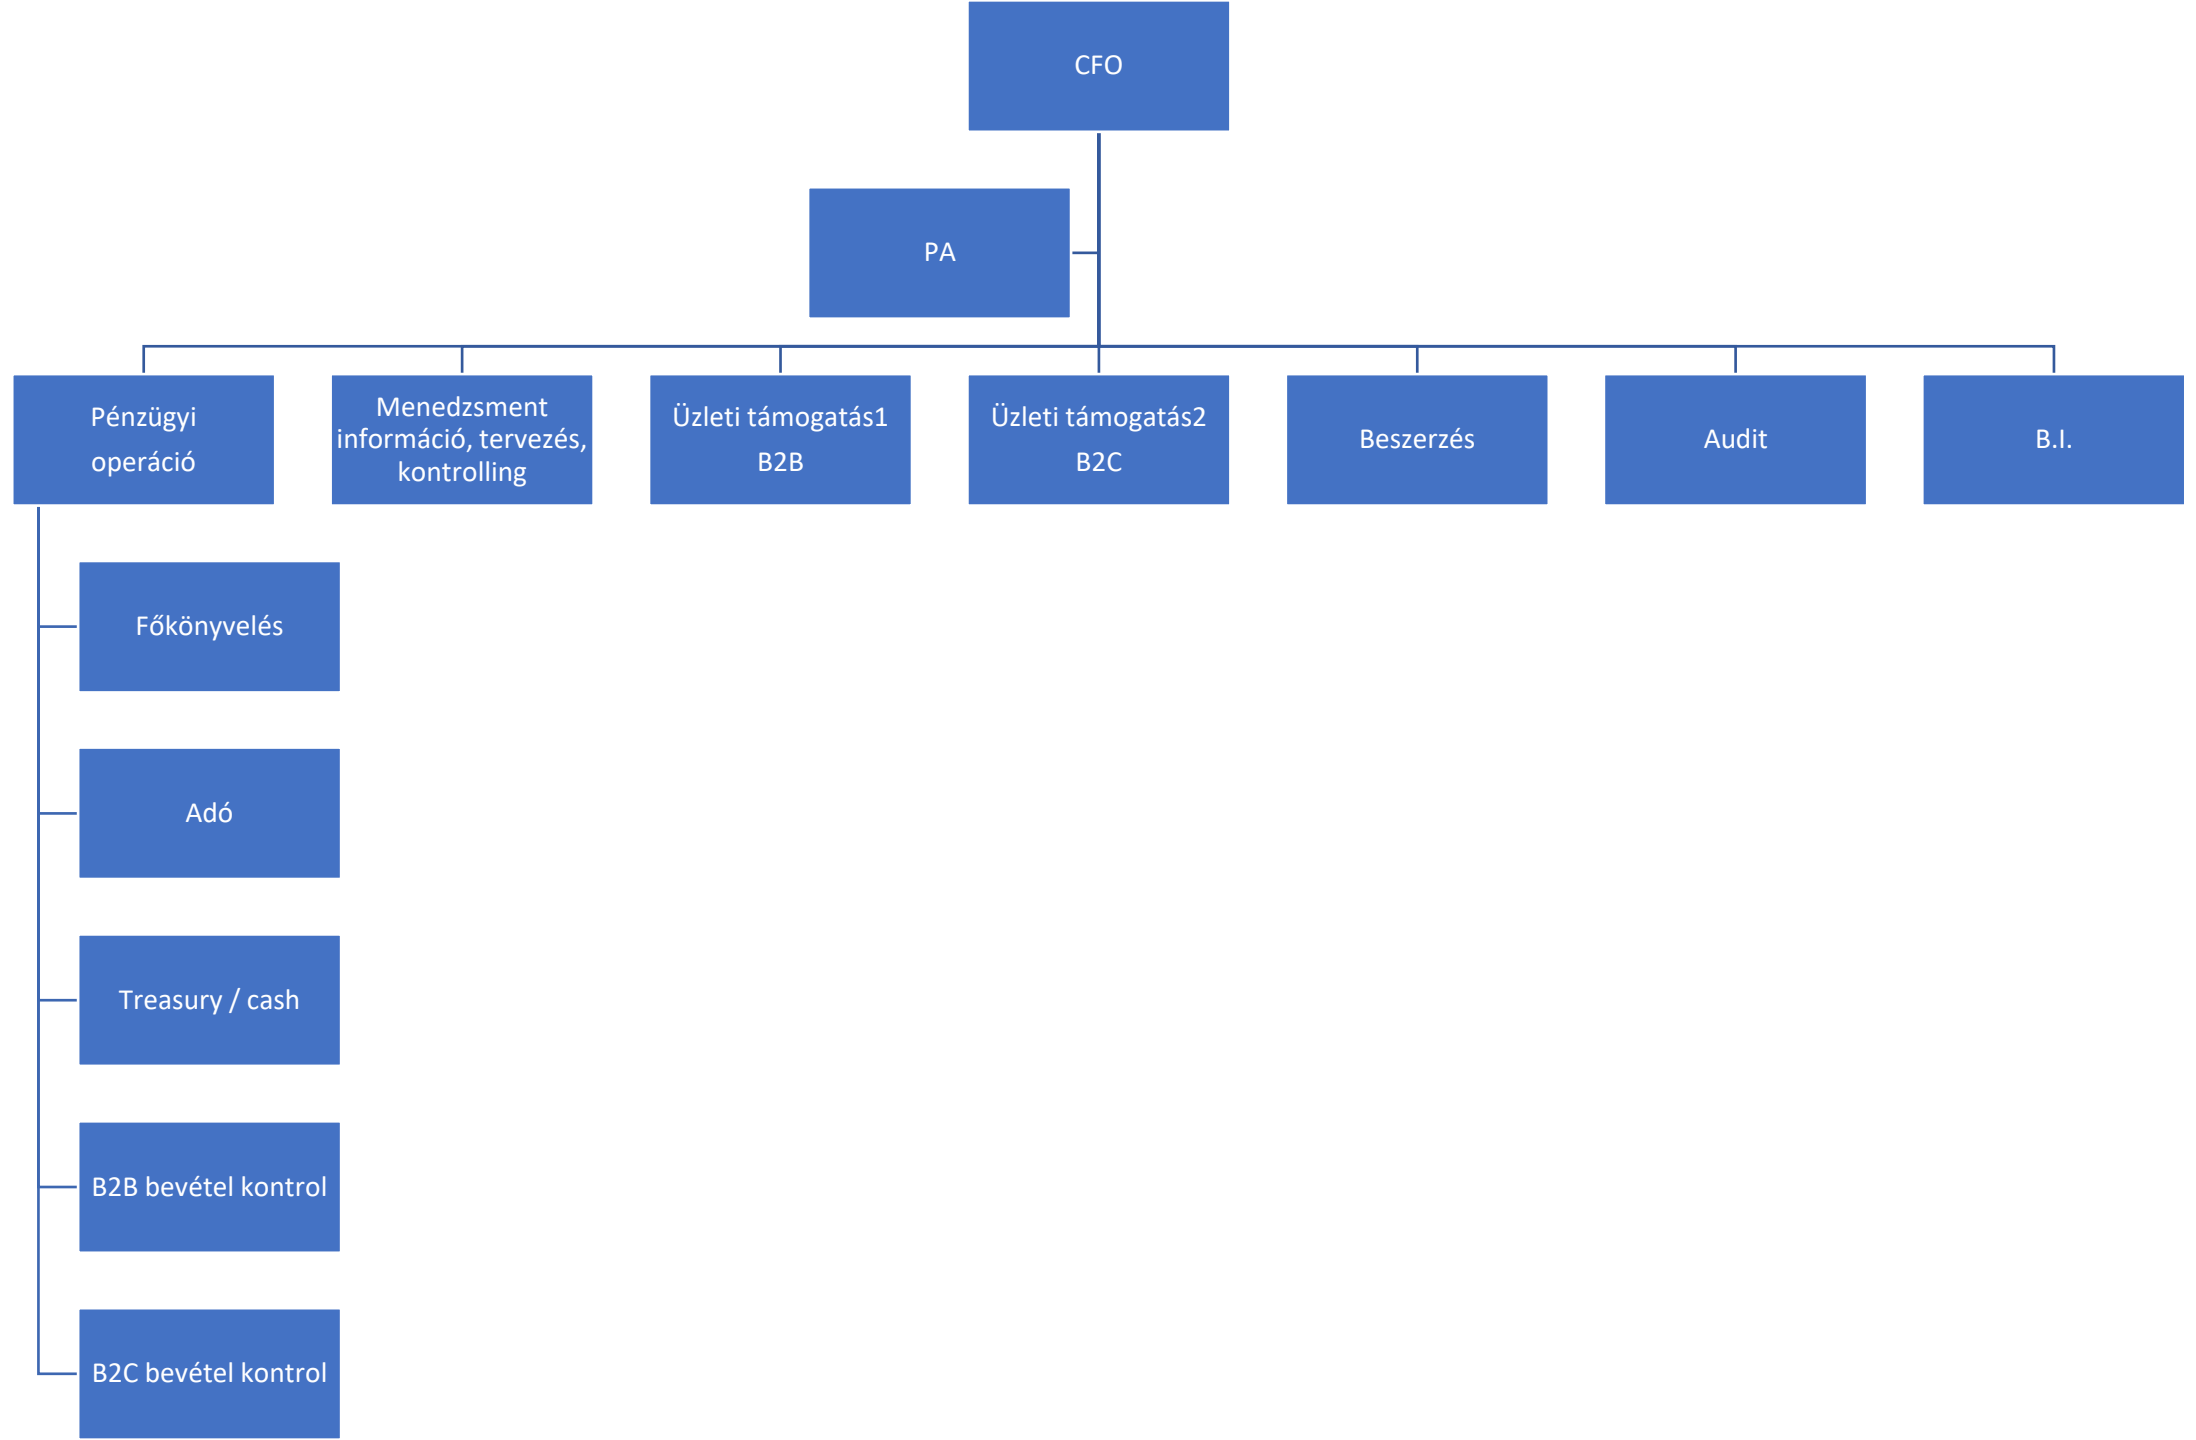 CFO
PA
Pénzügyi
operáció
Menedzsment
információ, tervezés,
kontrolling
Üzleti támogatás1
B2B
Üzleti támogatás2
B2C
Beszerzés
Audit
B.I.
Főkönyvelés
Adó
Treasury / cash
B2B bevétel kontrol
B2C bevétel kontrol